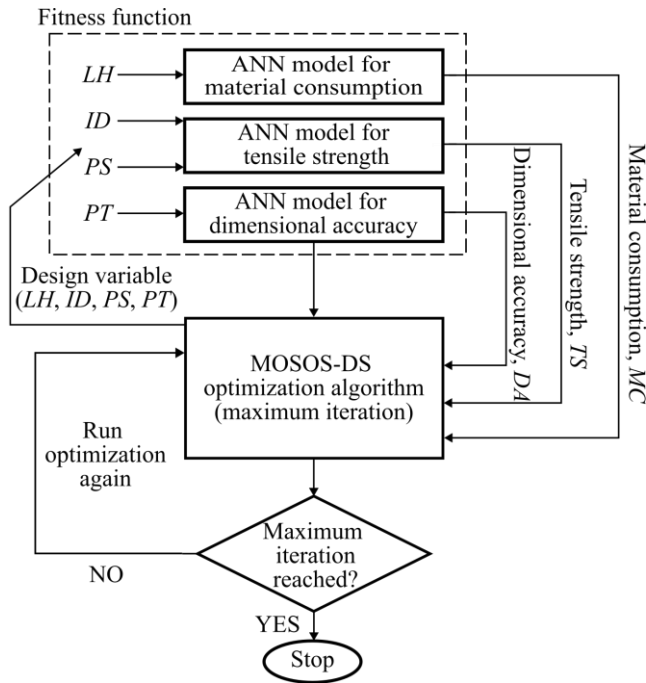 Fitness function
LH
ANN model for
material consumption
ID
ANN model for
tensile strength
PS
PT
ANN model for
dimensional accuracy
Dimensional accuracy, DA
Tensile strength, TS
Material consumption, MC
Design variable
(LH, ID, PS, PT)
MOSOS-DS
optimization algorithm
(maximum iteration)
Run
optimization
again
Maximum
iteration
reached?
NO
YES
Stop